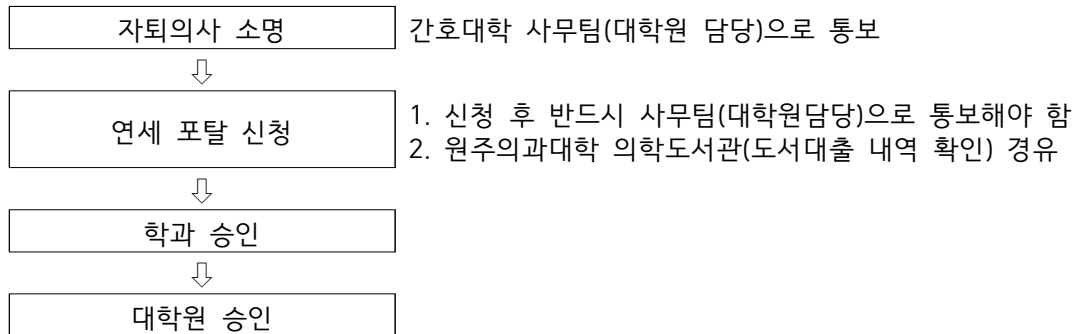 자퇴의사 소명
간호대학 사무팀(대학원 담당)으로 통보
연세 포탈 신청
1. 신청 후 반드시 사무팀(대학원담당)으로 통보해야 함
2. 원주의과대학 의학도서관(도서대출 내역 확인) 경유
학과 승인
대학원 승인